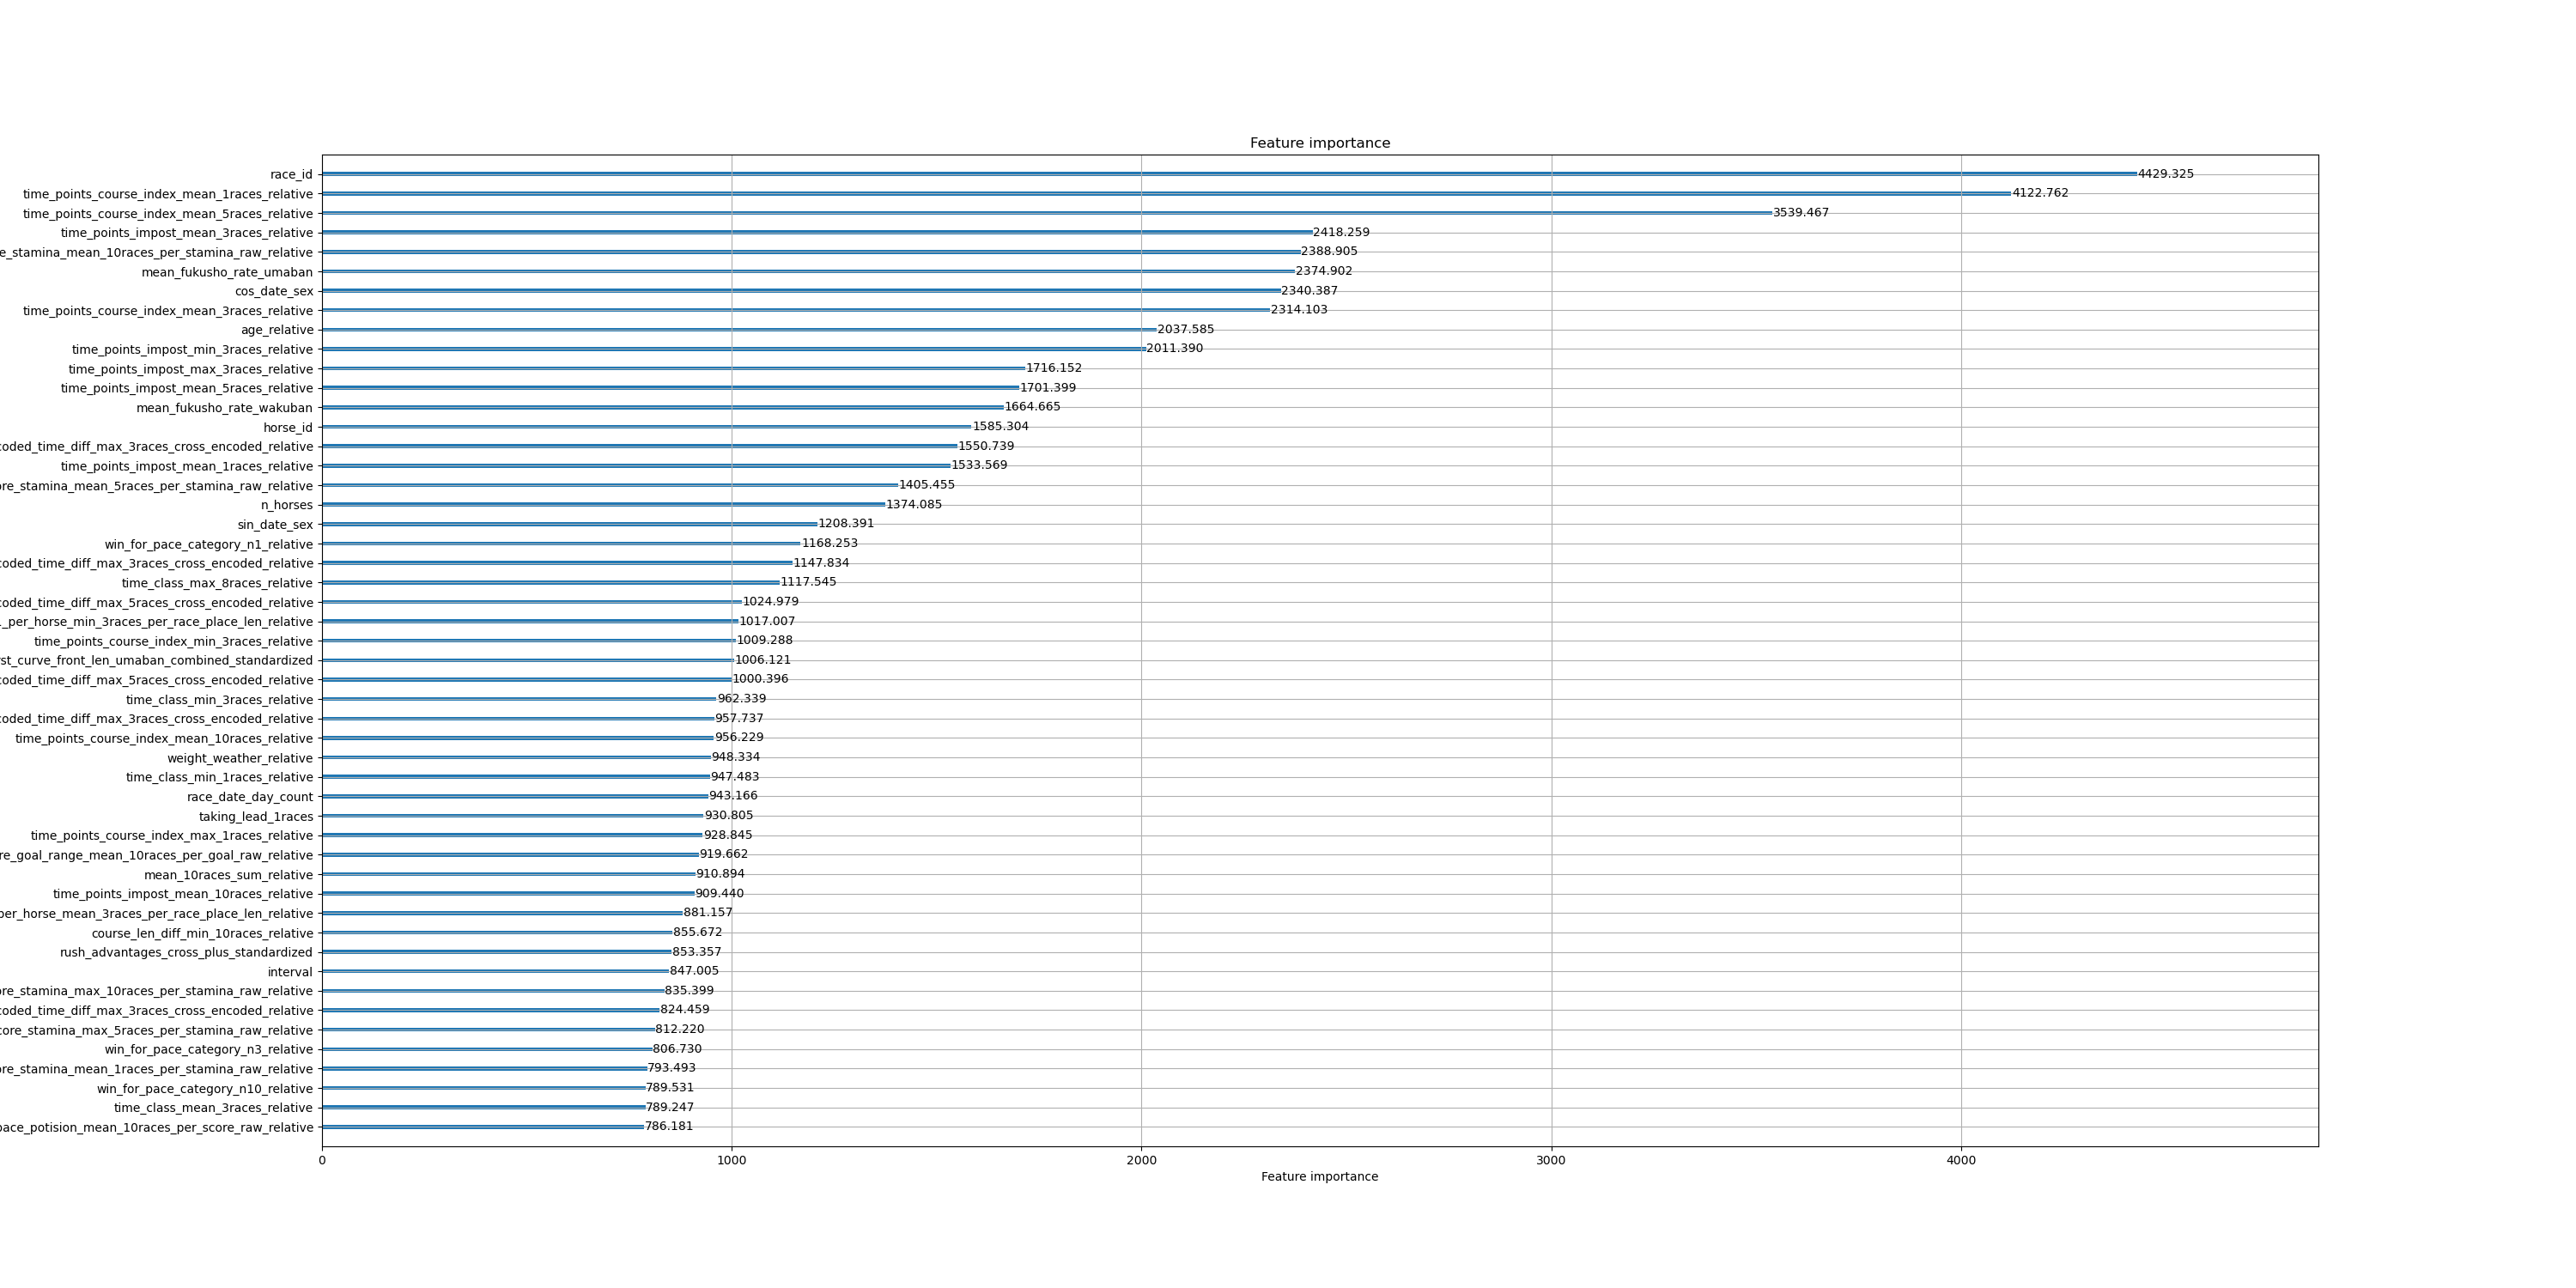 Feature importance
race_id 4429.325
time_points_course_index_mean_1races_relative 4122.762
time_points_course_index_mean_5races_relative 3539.467
time_points_impost_mean_3races_relative 2418.259
e_stamina_mean_10races_per_stamina_raw_relative 2388.905
mean_fukusho_rate_umaban 2374.902
cos_date_sex 2340.387
time_points_course_index_mean_3races_relative 2314.103
age_relative 2037.585
time_points_impost_min_3races_relative 2011.390
time_points_impost_max_3races_relative 1716.152
time_points_impost_mean_5races_relative 1701.399
mean_fukusho_rate_wakuban 1664.665
horse_id 1585.304
coded_time_diff_max_3races_cross_encoded_relative 1550.739
time_points_impost_mean_1races_relative 1533.569
re_stamina_mean_5races_per_stamina_raw_relative 1405.455
n_horses 1374.085
sin_date_sex 1208.391
win_for_pace_category_n1_relative 1168.253
coded_time_diff_max_3races_cross_encoded_relative 1147.834
time_class_max_8races_relative 1117.545
coded_time_diff_max_5races_cross_encoded_relative 1024.979
_per_horse_min_3races_per_race_place_len_relative 1017.007
time_points_course_index_min_3races_relative 1009.288
st_curve_front_len_umaban_combined_standardized 1006.121
coded_time_diff_max_5races_cross_encoded_relative 1000.396
time_class_min_3races_relative 962.339
coded_time_diff_max_3races_cross_encoded_relative 957.737
time_points_course_index_mean_10races_relative 956.229
weight_weather_relative 948.334
time_class_min_1races_relative 947.483
race_date_day_count 943.166
taking_lead_1races 930.805
time_points_course_index_max_1races_relative 928.845
re_goal_range_mean_10races_per_goal_raw_relative 919.662
mean_10races_sum_relative 910.894
time_points_impost_mean_10races_relative 909.440
per_horse_mean_3races_per_race_place_len_relative 881.157
course_len_diff_min_10races_relative 855.672
rush_advantages_cross_plus_standardized 853.357
interval 847.005
re_stamina_max_10races_per_stamina_raw_relative 835.399
coded_time_diff_max_3races_cross_encoded_relative 824.459
core_stamina_max_5races_per_stamina_raw_relative 812.220
win_for_pace_category_n3_relative 806.730
re_stamina_mean_1races_per_stamina_raw_relative 793.493
win_for_pace_category_n10_relative 789.531
time_class_mean_3races_relative 789.247
pace_potision_mean_10races_per_score_raw_relative 786.181
0 1000 2000 3000 4000
Feature importance